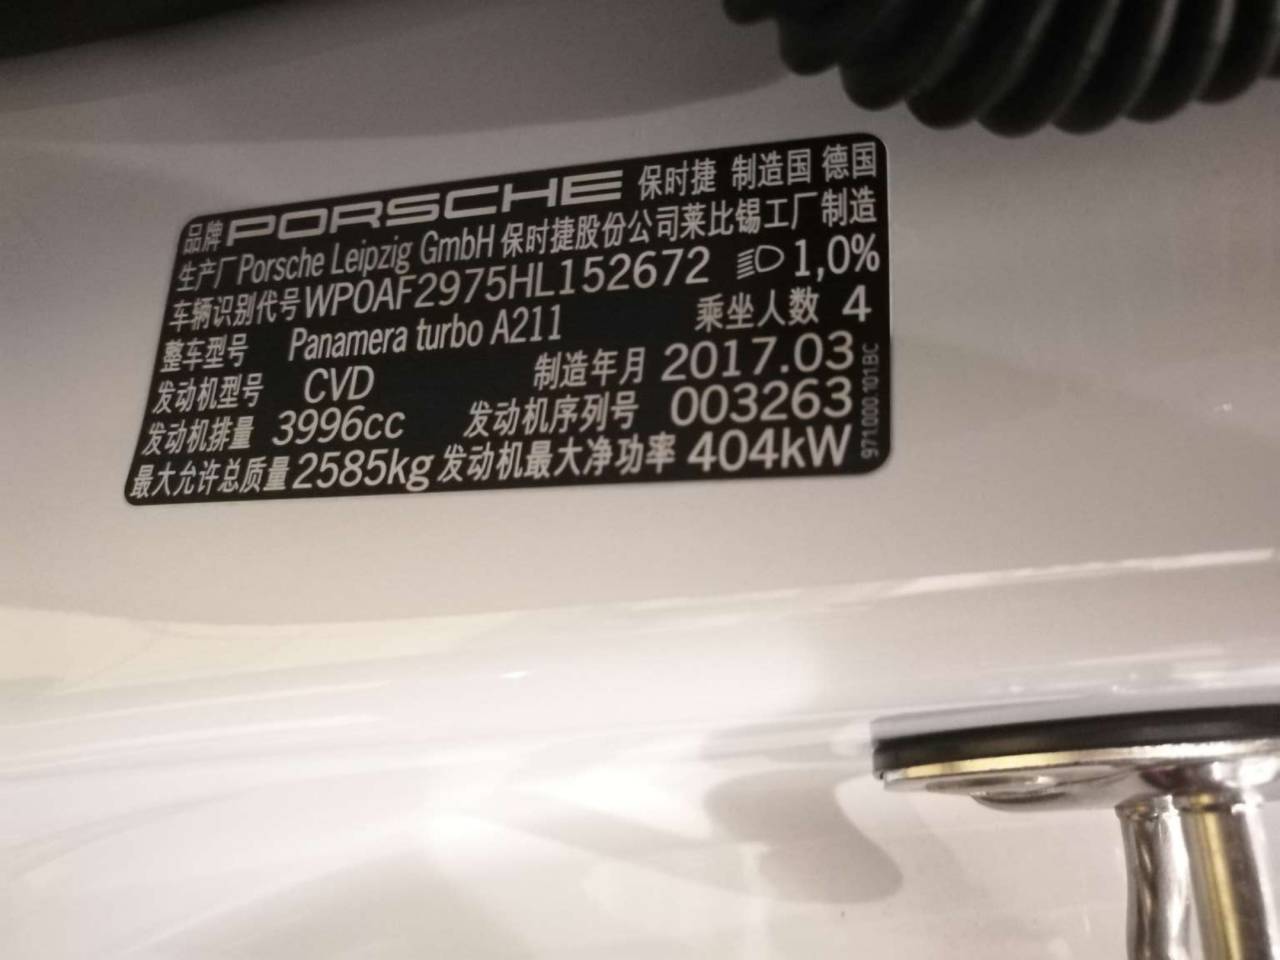 品牌 PORSCHE 保时捷 制造国 德国
生产厂 Porsche Leipzig GmbH 保时捷股份公司莱比锡工厂制造
车辆识别代号 WP0AF2975HL152672 1,0%
整车型号 Panamera turbo A211 乘坐人数 4
发动机型号 CVD 制造年月 2017.03
发动机排量 3996cc 发动机序列号 003263
最大允许总质量 2585kg 发动机最大净功率 404kW
971.000.101.BC